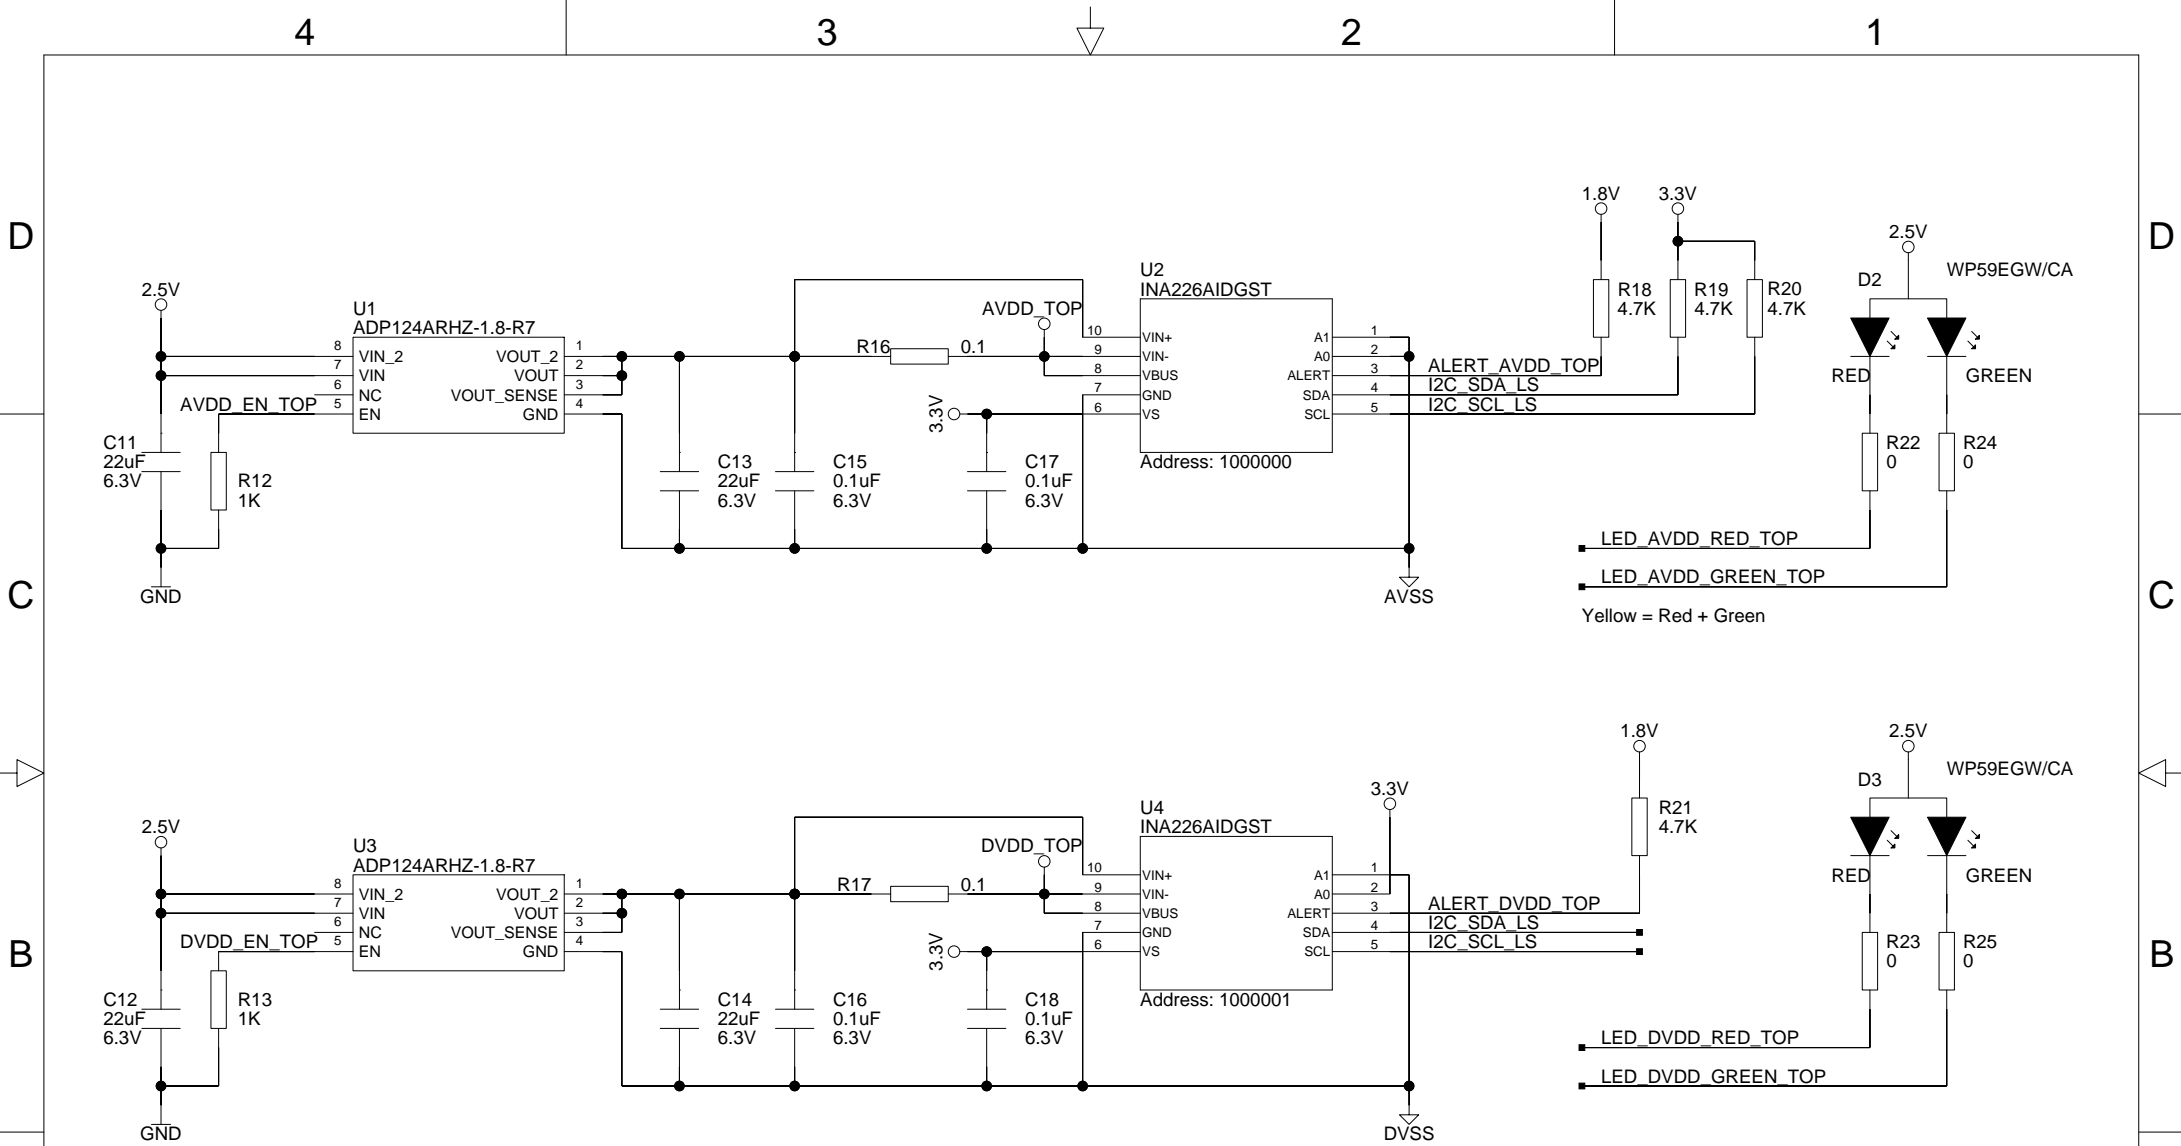 4
3
2
1
D
D
C
C
B
B
2.5V
U1
ADP124ARHZ-1.8-R7
8
VIN_2
7
VIN
6
NC
5
EN
VOUT_2
1
VOUT
2
VOUT_SENSE
3
GND
4
AVDD_EN_TOP
C11
22uF
6.3V
R12
1K
GND
C13
22uF
6.3V
C15
0.1uF
6.3V
R16
0.1
AVDD_TOP
3.3V
C17
0.1uF
6.3V
U2
INA226AIDGST
10
VIN+
9
VIN-
8
VBUS
7
GND
6
VS
A1
1
A0
2
ALERT
3
SDA
4
SCL
5
Address: 1000000
ALERT_AVDD_TOP
I2C_SDA_LS
I2C_SCL_LS
AVSS
1.8V
3.3V
R18
4.7K
R19
4.7K
R20
4.7K
2.5V
D2
WP59EGW/CA
RED
GREEN
R22
0
R24
0
LED_AVDD_RED_TOP
LED_AVDD_GREEN_TOP
Yellow = Red + Green
2.5V
U3
ADP124ARHZ-1.8-R7
8
VIN_2
7
VIN
6
NC
5
EN
VOUT_2
1
VOUT
2
VOUT_SENSE
3
GND
4
DVDD_EN_TOP
C12
22uF
6.3V
R13
1K
GND
C14
22uF
6.3V
C16
0.1uF
6.3V
R17
0.1
DVDD_TOP
3.3V
C18
0.1uF
6.3V
U4
INA226AIDGST
10
VIN+
9
VIN-
8
VBUS
7
GND
6
VS
A1
1
A0
2
ALERT
3
SDA
4
SCL
5
Address: 1000001
3.3V
ALERT_DVDD_TOP
I2C_SDA_LS
I2C_SCL_LS
DVSS
1.8V
R21
4.7K
2.5V
D3
WP59EGW/CA
RED
GREEN
R23
0
R25
0
LED_DVDD_RED_TOP
LED_DVDD_GREEN_TOP